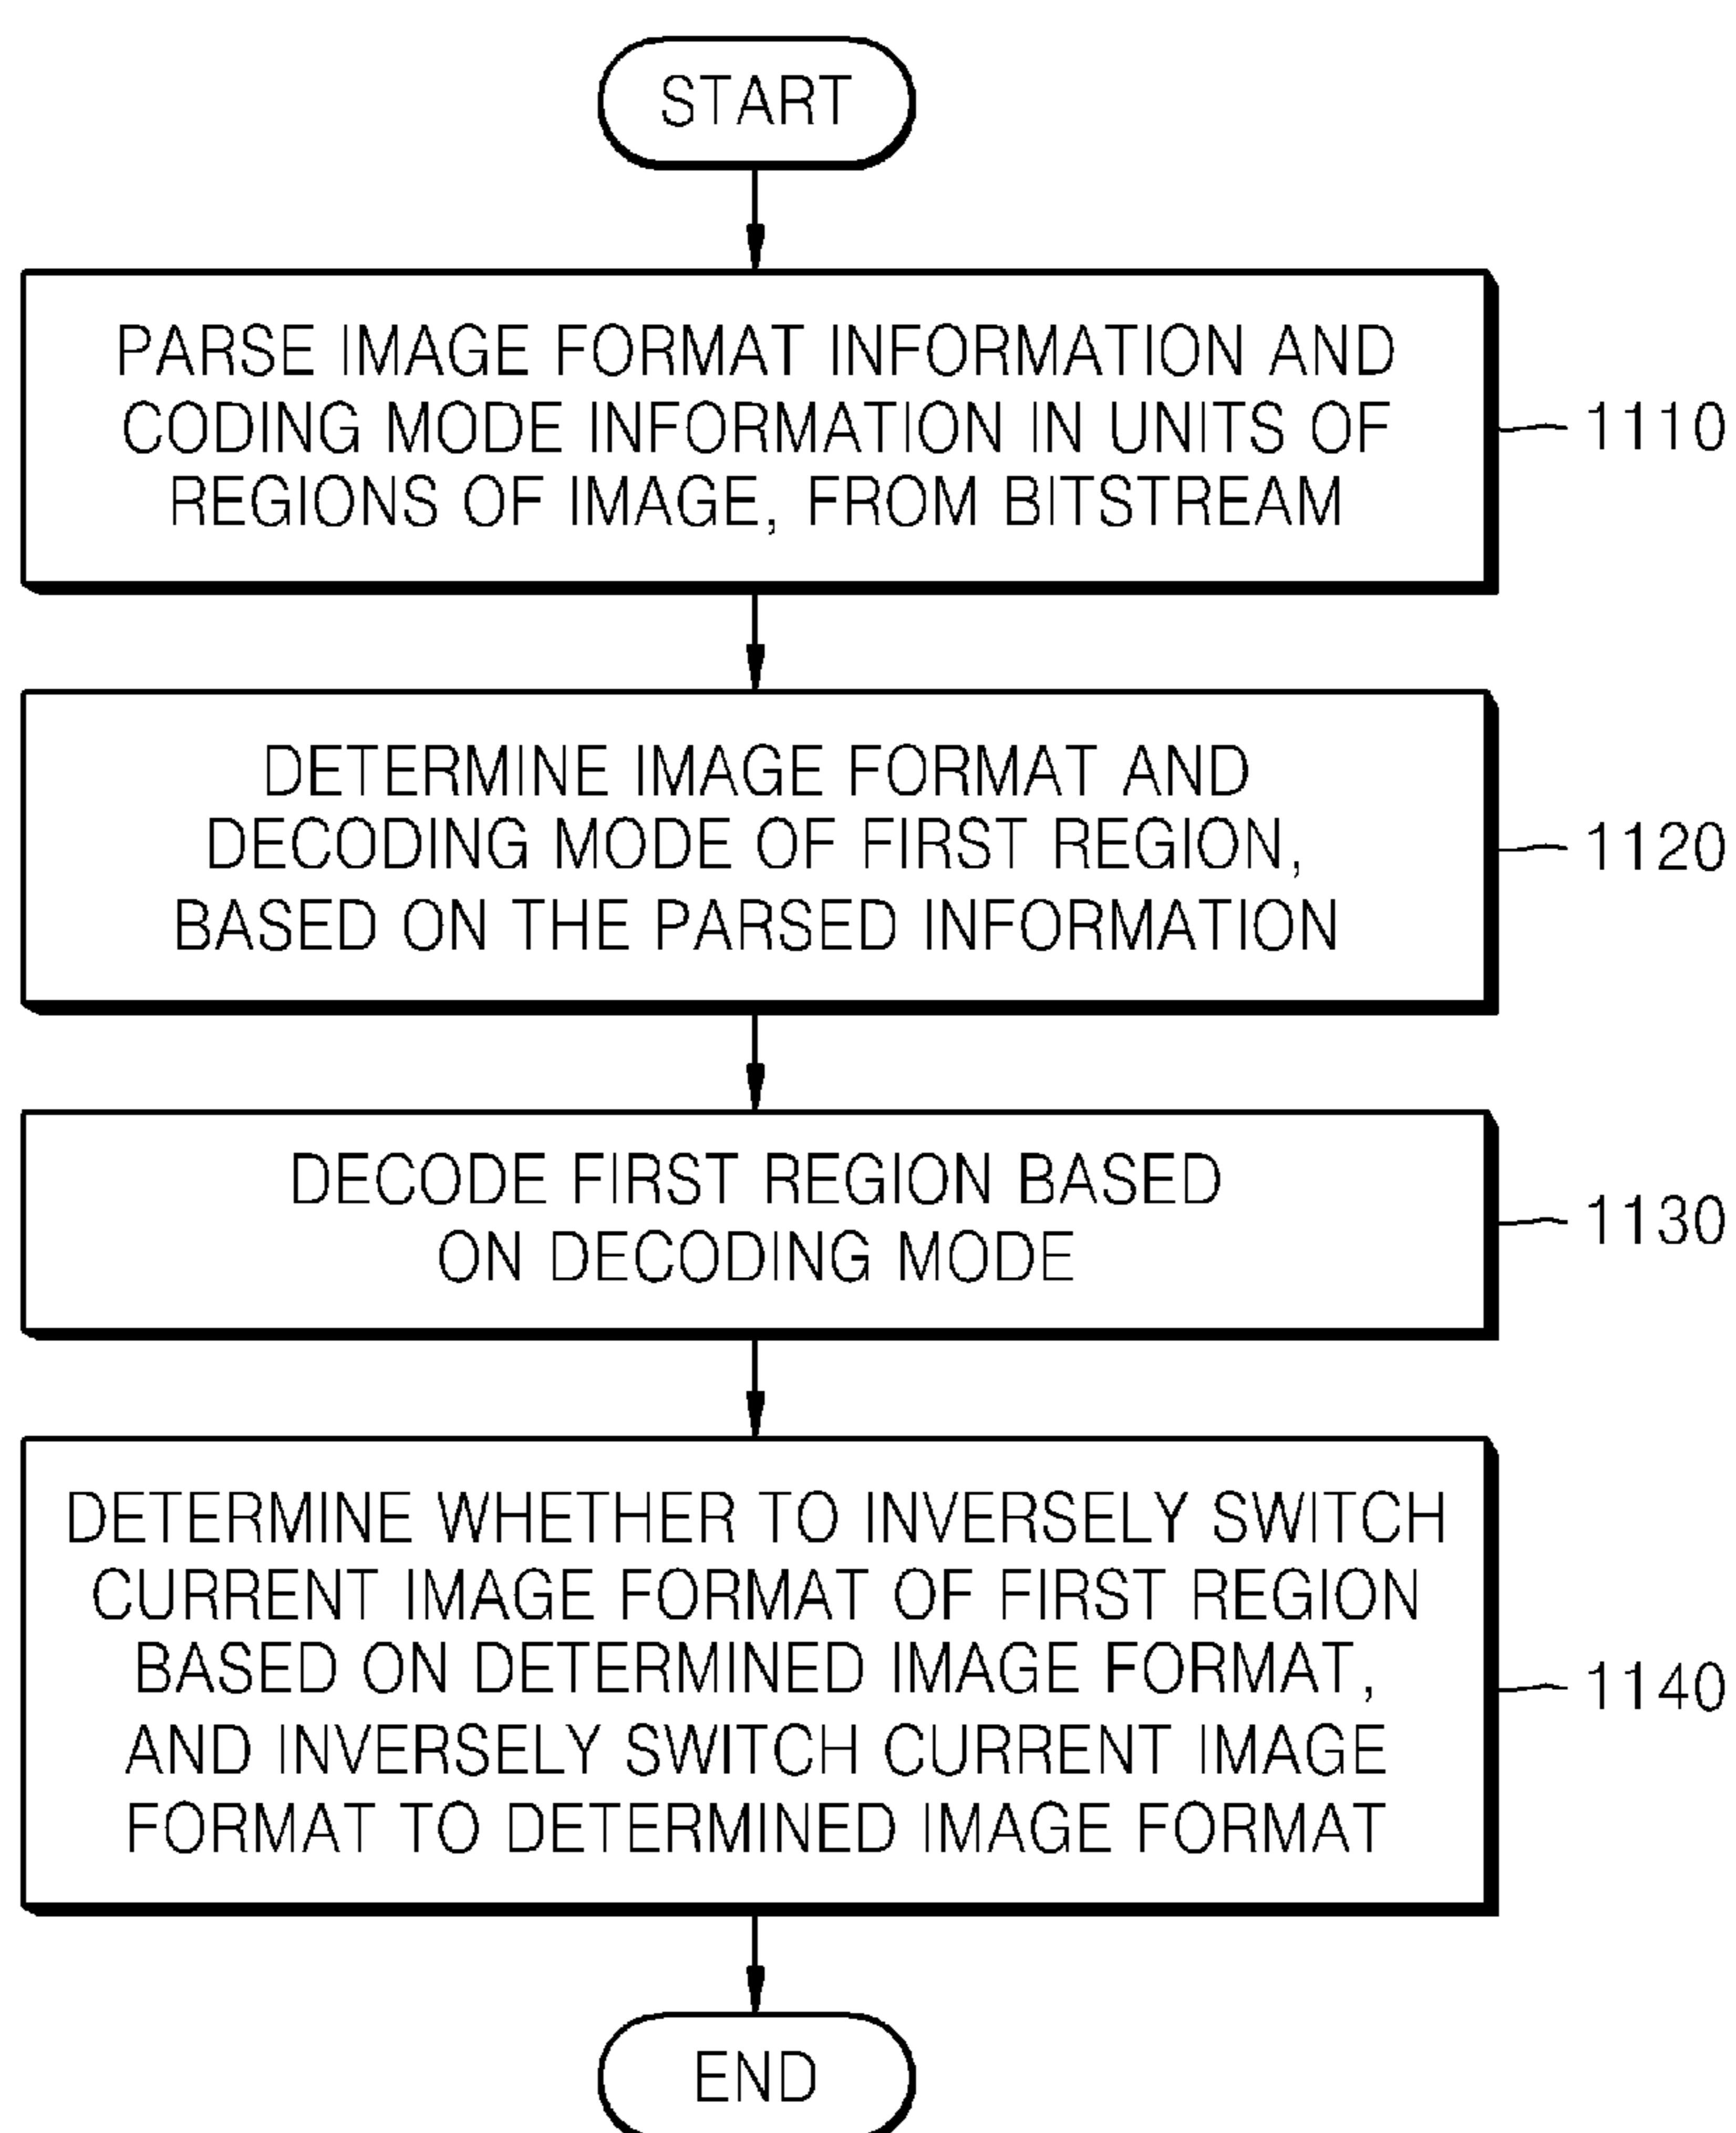 START
PARSE IMAGE FORMAT INFORMATION AND
CODING MODE INFORMATION IN UNITS OF
REGIONS OF IMAGE, FROM BITSTREAM
1110
DETERMINE IMAGE FORMAT AND
DECODING MODE OF FIRST REGION,
BASED ON THE PARSED INFORMATION
1120
DECODE FIRST REGION BASED
ON DECODING MODE
1130
DETERMINE WHETHER TO INVERSELY SWITCH
CURRENT IMAGE FORMAT OF FIRST REGION
BASED ON DETERMINED IMAGE FORMAT,
AND INVERSELY SWITCH CURRENT IMAGE
FORMAT TO DETERMINED IMAGE FORMAT
1140
END